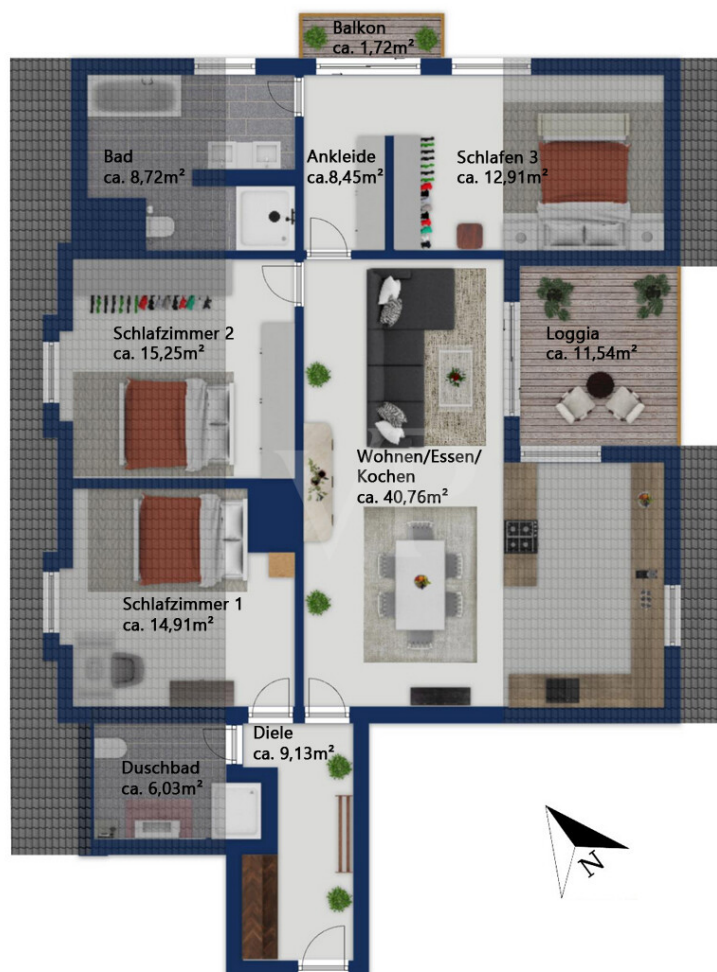 Balkon
ca. 1,72m²
Bad
ca. 8,72m²
Ankleide
ca.8,45m²
Schlafen 3
ca. 12,91m²
Schlafzimmer 2
ca. 15,25m²
Loggia
ca. 11,54m²
Wohnen/Essen/
Kochen
ca. 40,76m²
Schlafzimmer 1
ca. 14,91m²
Diele
ca. 9,13m²
Duschbad
ca. 6,03m²
N